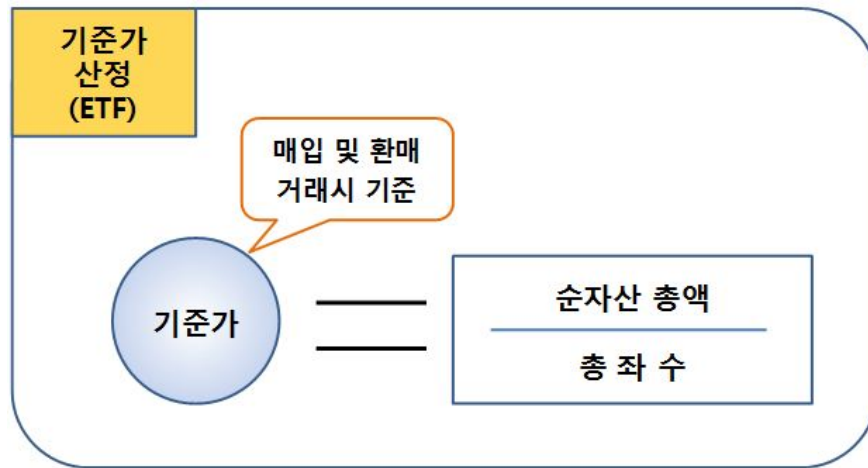 기준가
산정
(ETF)
매입 및 환매
거래시 기준
기준가
순자산 총액
총 좌 수